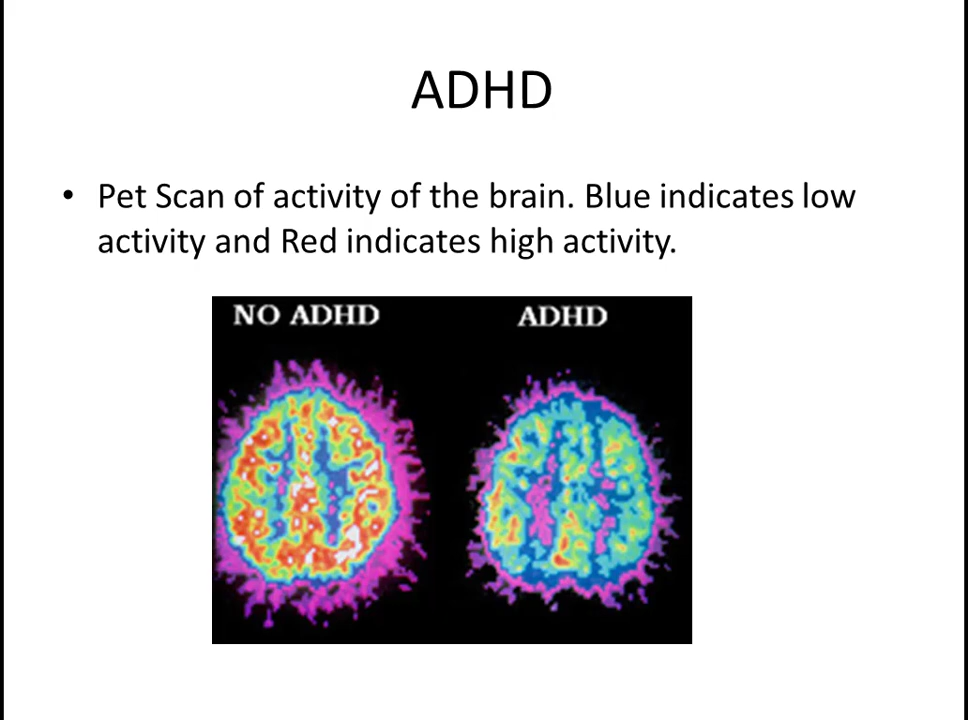 ADHD
• Pet Scan of activity of the brain. Blue indicates low
activity and Red indicates high activity.
NO ADHD
ADHD